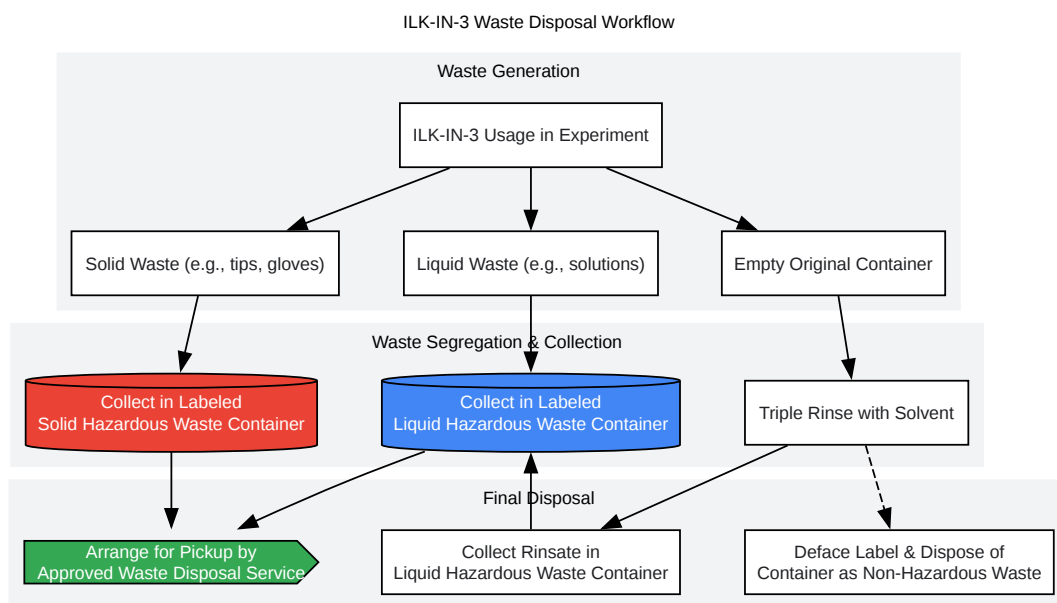 ILK-IN-3 Waste Disposal Workflow
Waste Generation
ILK-IN-3 Usage in Experiment
Solid Waste (e.g., tips, gloves)
Liquid Waste (e.g., solutions)
Empty Original Container
Waste Segregation & Collection
Collect in Labeled
Solid Hazardous Waste Container
Collect in Labeled
Liquid Hazardous Waste Container
Triple Rinse with Solvent
Final Disposal
Arrange for Pickup by
Approved Waste Disposal Service
Collect Rinsate in
Liquid Hazardous Waste Container
Deface Label & Dispose of
Container as Non-Hazardous Waste